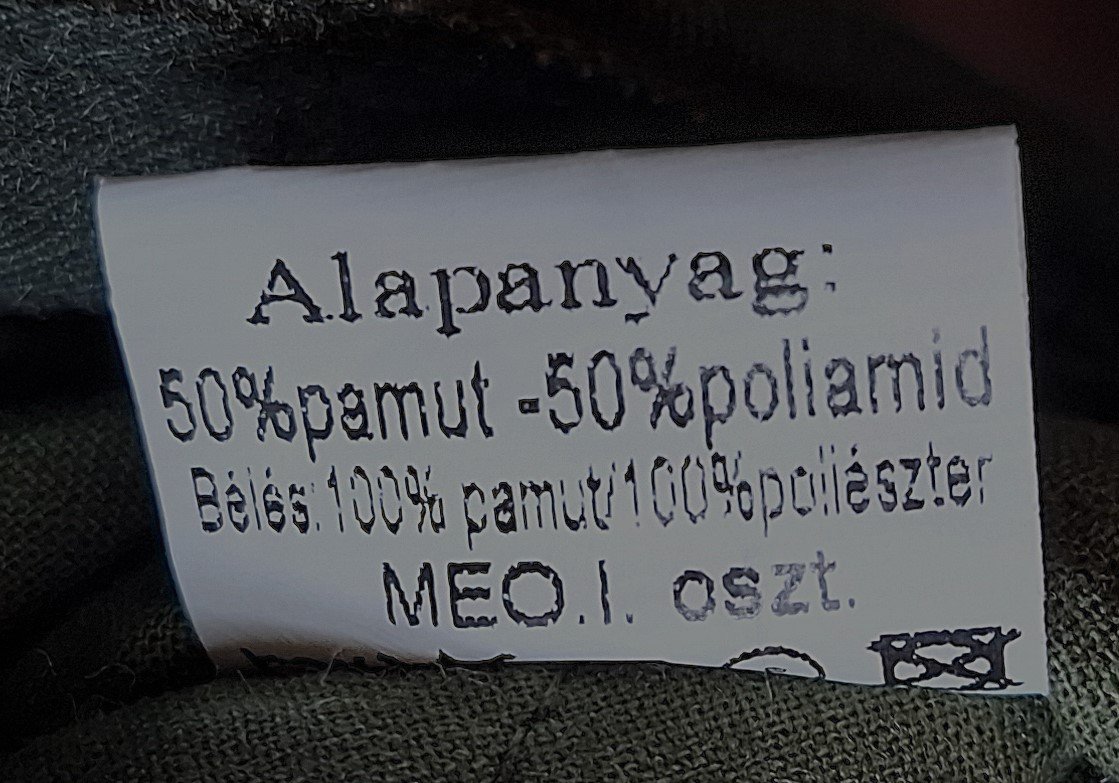 Alapanyag:
50%pamut -50%poliamid
Bélés:100% pamut/100%poliészter
MEO.I. oszt.